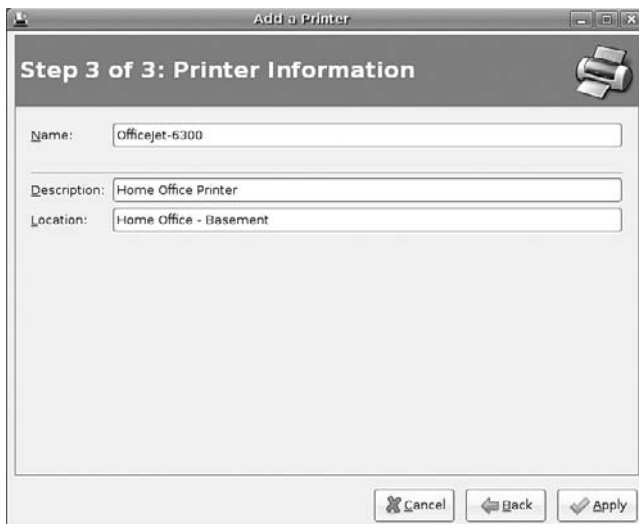 Add a Printer
Step 3 of 3: Printer Information
Name: OfficeJet-6300
Description: Home Office Printer
Location: Home Office - Basement
Cancel Back Apply